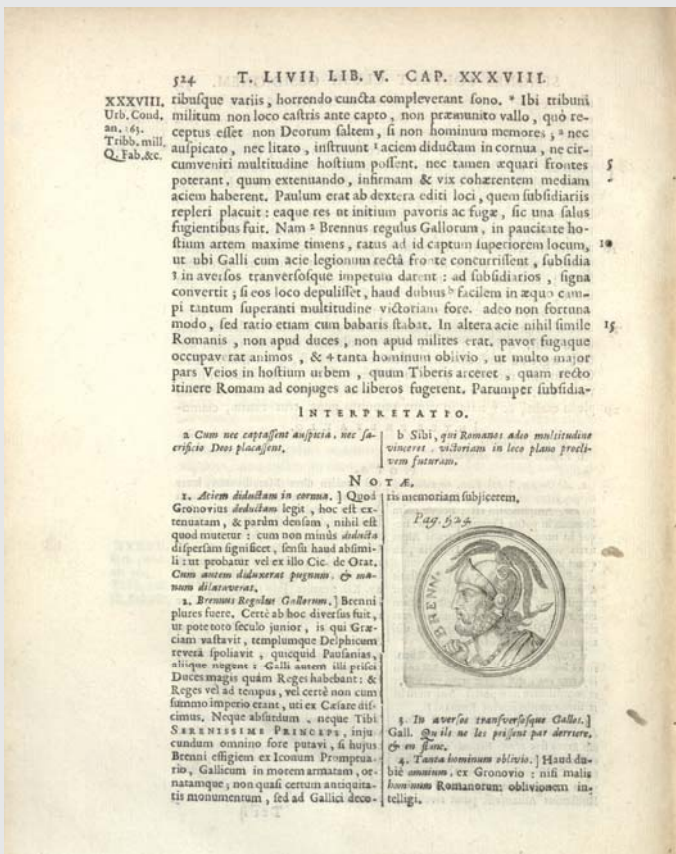 524 T. LIVII LIB. V. CAP. XXXVIII.
XXXVIII.
Urb. Cond.
an. 363.
Tribb. mill.
Q. Fab.&c.
ribusque variis, horrendo cuncta compleverant sono. * Ibi tribuni
militum non loco castris ante capto, non præmunito vallo, quò re-
ceptus esset non Deorum saltem, si non hominum memores, a nec
auspicato, nec litato, instruunt 1 aciem diductam in cornua, ne cir-
cumveniri multitudine hostium possent. nec tamen æquari frontes
5
poterant, quum extenuando, infirmam & vix cohærentem mediam
aciem haberent. Paulum erat ab dextera editi loci, quem subsidiariis
repleri placuit: eaque res ut initium pavoris ac fugæ, sic una salus
fugientibus fuit. Nam 2 Brennus regulus Gallorum, in paucitate ho-
stium artem maxime timens, ratus ad id captum superiorem locum,
10
ut ubi Galli cum acie legionum rectâ fronte concurrissent, subsidia
3 in aversos tranversosque impetum darent: ad subsidiarios, signa
convertit; si eos loco depulisset, haud dubius b facilem in æquo cam-
pi tantum superanti multitudine victoriam fore. adeo non fortuna
modo, sed ratio etiam cum babaris stabat. In altera acie nihil simile
15
Romanis, non apud duces, non apud milites erat. pavor fugaque
occupaverat animos, & 4 tanta hominum oblivio, ut multo major
pars Veios in hostium urbem, quum Tiberis arceret, quam recto
itinere Romam ad conjuges ac liberos fugerent. Parumper subsidia-
INTERPRETATIO.
a Cum nec captassent auspicia, nec sa-
crificio Deos placassent.
b Sibi, qui Romanos adeo multitudine
vinceret, victoriam in loco plano procli-
vem futuram.
NOTÆ.
1. Aciem diductam in cornua.] Quod
Gronovius deductam legit, hoc est ex-
tenuatam, & parùm densam, nihil est
quod mutetur: cum non minùs diducta
dispersam significet, sensu haud absimi-
li: ut probatur vel ex illo Cic. de Orat.
Cum autem diduxerat pugnum, & ma-
num dilataverat.
2. Brennus Regulus Gallorum.] Brenni
plures fuere. Certè ab hoc diversus fuit,
ut pote toto seculo junior, is qui Græ-
ciam vastavit, templumque Delphicum
reverâ spoliavit, quicquid Pausanias,
aliique negent: Galli autem illi prisci
Duces magis quàm Reges habebant: &
Reges vel ad tempus, vel certè non cum
summo imperio erant, uti ex Cæsare dis-
cimus. Neque absurdum, neque Tibi
SERENISSIME PRINCEPS, inju
cundum omnino fore putavi, si hujus
Brenni effigiem ex Iconum Promptua-
rio, Gallicum in morem armatam, or-
natamque; non quasi certum antiquita-
tis monumentum, sed ad Gallici deco-
ris memoriam subjicerem.
Pag. 524
BRENN.
3. In aversos transversosque Gallos.]
Gall. Qu'ils ne les prissent par derriere,
& en flanc.
4. Tanta hominum oblivio.] Haud du-
biè omnium, ex Gronovio: nisi malis
hominum Romanorum oblivionem in-
telligi.